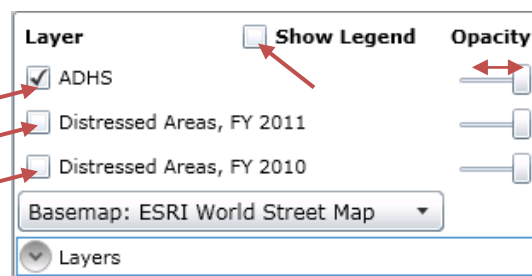 Layer Show Legend Opacity
ADHS
Distressed Areas, FY 2011
Distressed Areas, FY 2010
Basemap: ESRI World Street Map
Layers